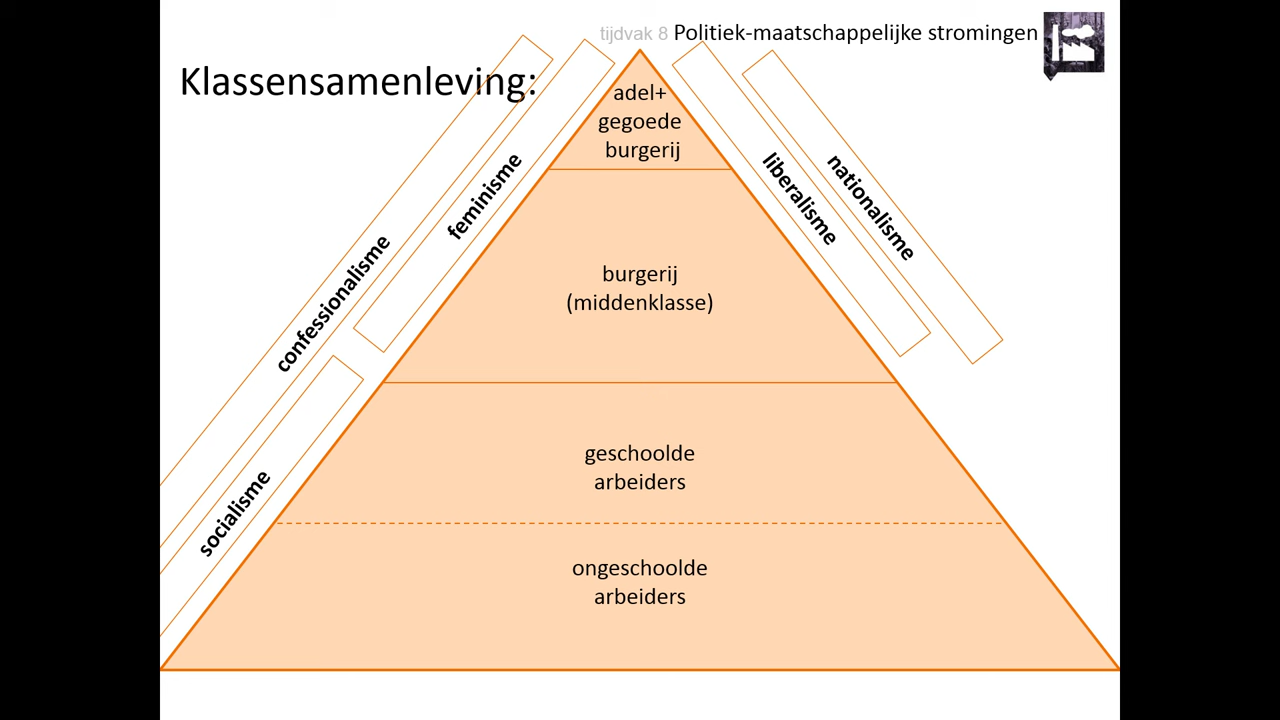 tijdvak 8 Politiek-maatschappelijke stromingen
Klassensamenleving:
adel+
gegoede
burgerij
feminisme
liberalisme
nationalisme
confessionalisme
burgerij
(middenklasse)
socialisme
geschoolde
arbeiders
ongeschoolde
arbeiders